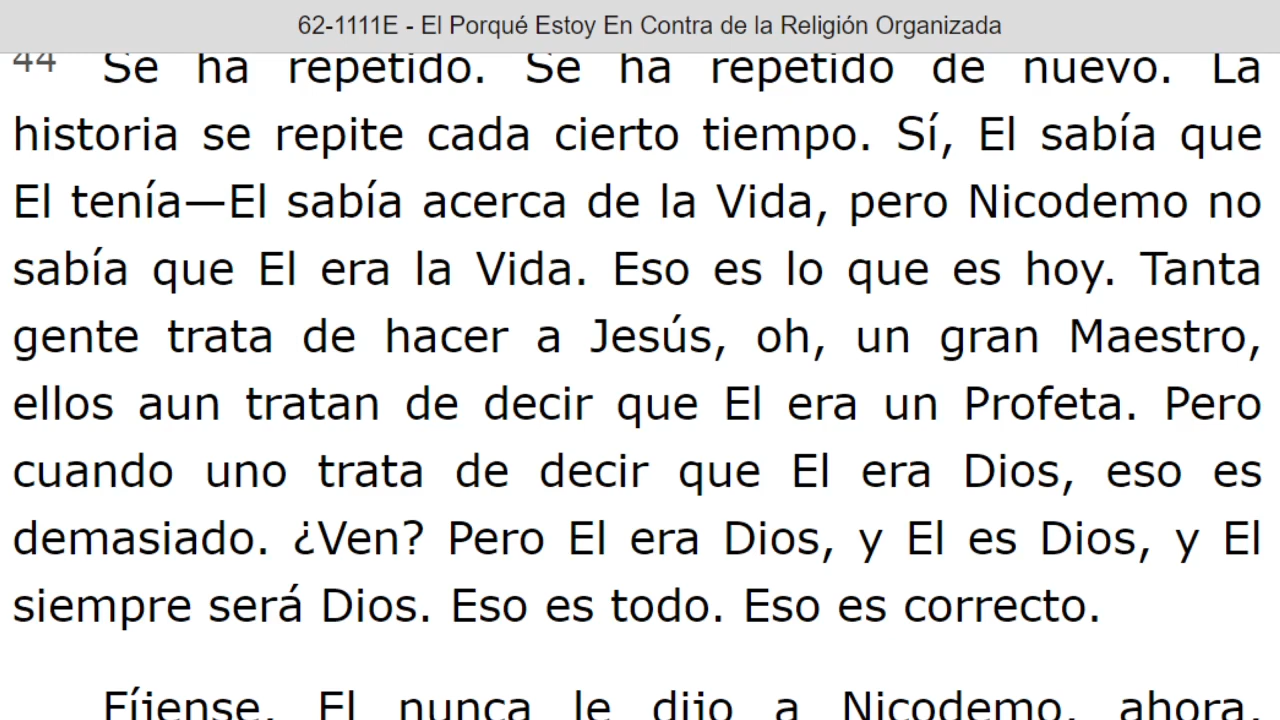 62-1111E - El Porqué Estoy En Contra de la Religión Organizada
44 Se ha repetido. Se ha repetido de nuevo. La
historia se repite cada cierto tiempo. Sí, El sabía que
El tenía—El sabía acerca de la Vida, pero Nicodemo no
sabía que El era la Vida. Eso es lo que es hoy. Tanta
gente trata de hacer a Jesús, oh, un gran Maestro,
ellos aun tratan de decir que El era un Profeta. Pero
cuando uno trata de decir que El era Dios, eso es
demasiado. ¿Ven? Pero El era Dios, y El es Dios, y El
siempre será Dios. Eso es todo. Eso es correcto.
Fíjense, El nunca le dijo a Nicodemo, ahora,